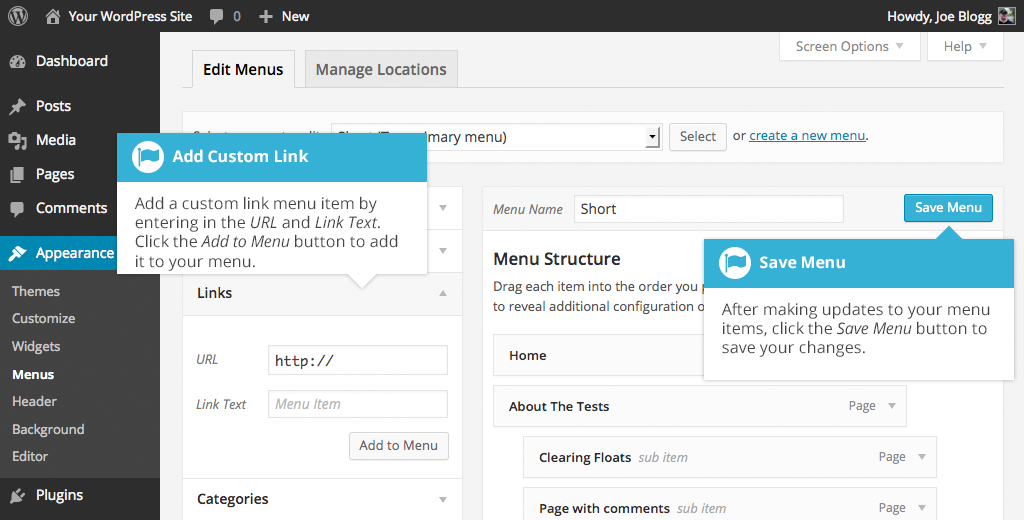 Your WordPress Site
0
New
Howdy, Joe Blogg
Dashboard
Posts
Media
Pages
Comments
Appearance
Themes
Customize
Widgets
Menus
Header
Background
Editor
Plugins
Screen Options
Help
Edit Menus
Manage Locations
mary menu)
Select
or create a new menu.
Add Custom Link
Add a custom link menu item by
entering in the URL and Link Text.
Click the Add to Menu button to add
it to your menu.
Links
URL
http://
Link Text
Menu Item
Add to Menu
Categories
Menu Name
Short
Save Menu
Menu Structure
Drag each item into the order you
to reveal additional configuration
Save Menu
After making updates to your menu
items, click the Save Menu button to
save your changes.
Home
About The Tests
Page
Clearing Floats sub item
Page
Page with comments sub item
Page